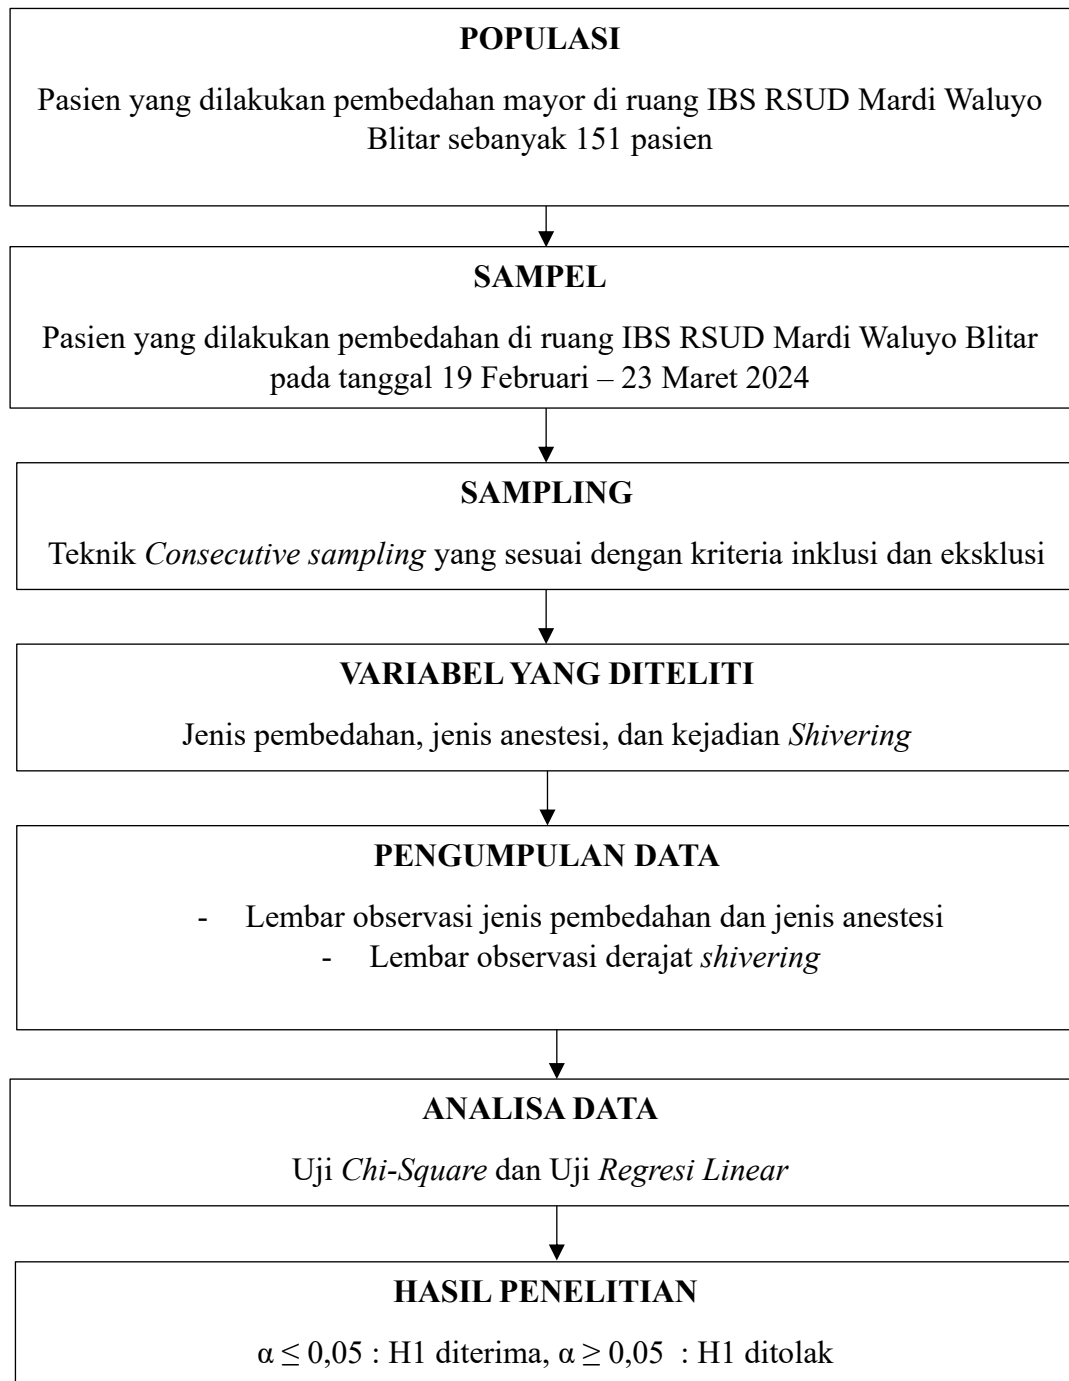 POPULASI
Pasien yang dilakukan pembedahan mayor di ruang IBS RSUD Mardi Waluyo
Blitar sebanyak 151 pasien
SAMPEL
Pasien yang dilakukan pembedahan di ruang IBS RSUD Mardi Waluyo Blitar
pada tanggal 19 Februari – 23 Maret 2024
SAMPLING
Teknik Consecutive sampling yang sesuai dengan kriteria inklusi dan eksklusi
VARIABEL YANG DITELITI
Jenis pembedahan, jenis anestesi, dan kejadian Shivering
PENGUMPULAN DATA
- Lembar observasi jenis pembedahan dan jenis anestesi
- Lembar observasi derajat shivering
ANALISA DATA
Uji Chi-Square dan Uji Regresi Linear
HASIL PENELITIAN
α ≤ 0,05 : H1 diterima, α ≥ 0,05 : H1 ditolak